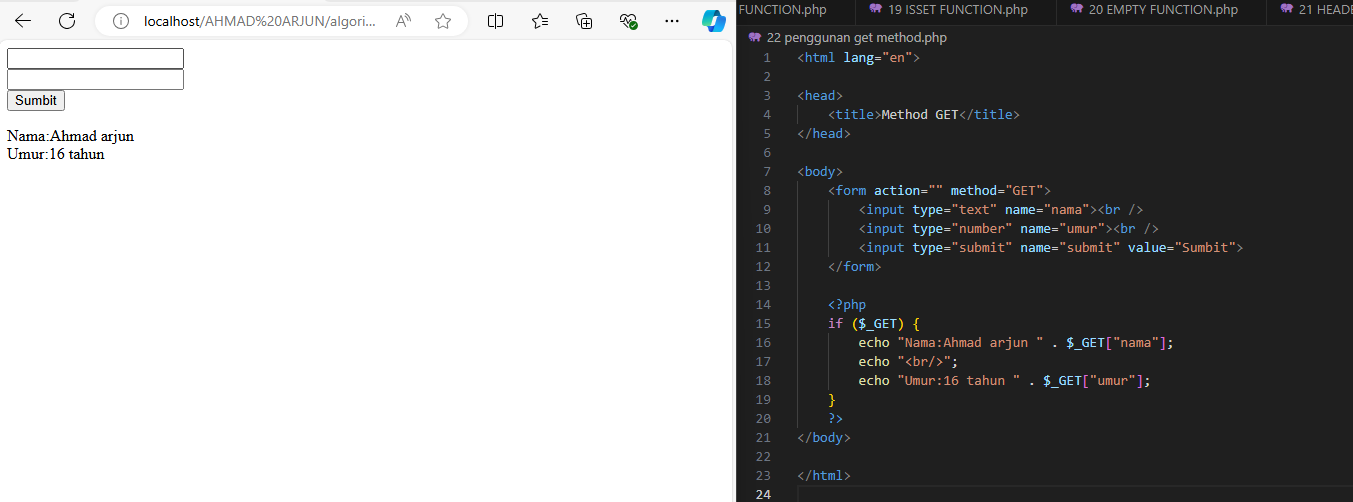 localhost/AHMAD%20ARJUN/algori...
Sumbit
Nama:Ahmad arjun
Umur:16 tahun
FUNCTION.php
19 ISSET FUNCTION.php
20 EMPTY FUNCTION.php
21 HEADE
22 penggunan get method.php
1 <html lang="en">
2
3 <head>
4 <title>Method GET</title>
5 </head>
6
7 <body>
8 <form action="" method="GET">
9 <input type="text" name="nama"><br />
10 <input type="number" name="umur"><br />
11 <input type="submit" name="submit" value="Sumbit">
12 </form>
13
14 <?php
15 if ($_GET) {
16 echo "Nama:Ahmad arjun " . $_GET["nama"];
17 echo "<br/>";
18 echo "Umur:16 tahun " . $_GET["umur"];
19 }
20 ?>
21 </body>
22
23 </html>
24